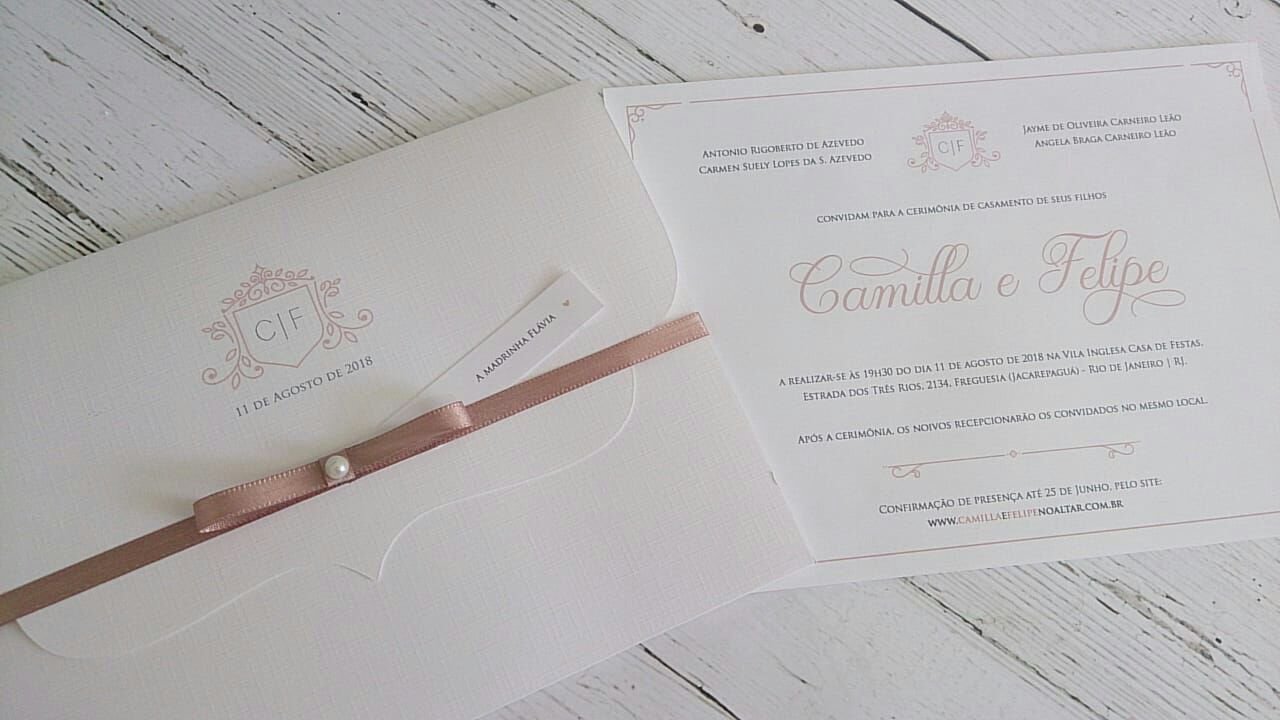 C|F
11 DE AGOSTO DE 2018
A MADRINHA FLÁVIA
ANTONIO RIGOBERTO DE AZEVEDO
CARMEN SUELY LOPES DA S. AZEVEDO
C|F
JAYME DE OLIVEIRA CARNEIRO LEÃO
ANGELA BRAGA CARNEIRO LEÃO
CONVIDAM PARA A CERIMÔNIA DE CASAMENTO DE SEUS FILHOS
Camilla e Felipe
A REALIZAR-SE ÀS 19H30 DO DIA 11 DE AGOSTO DE 2018 NA VILA INGLESA CASA DE FESTAS.
ESTRADA DOS TRÊS RIOS, 2134, FREGUESIA (JACAREPAGUÁ) - RIO DE JANEIRO | RJ.
APÓS A CERIMÔNIA, OS NOIVOS RECEPCIONARÃO OS CONVIDADOS NO MESMO LOCAL.
CONFIRMAÇÃO DE PRESENÇA ATÉ 25 DE JUNHO, PELO SITE:
WWW.CAMILLAEFELIPENOALTAR.COM.BR